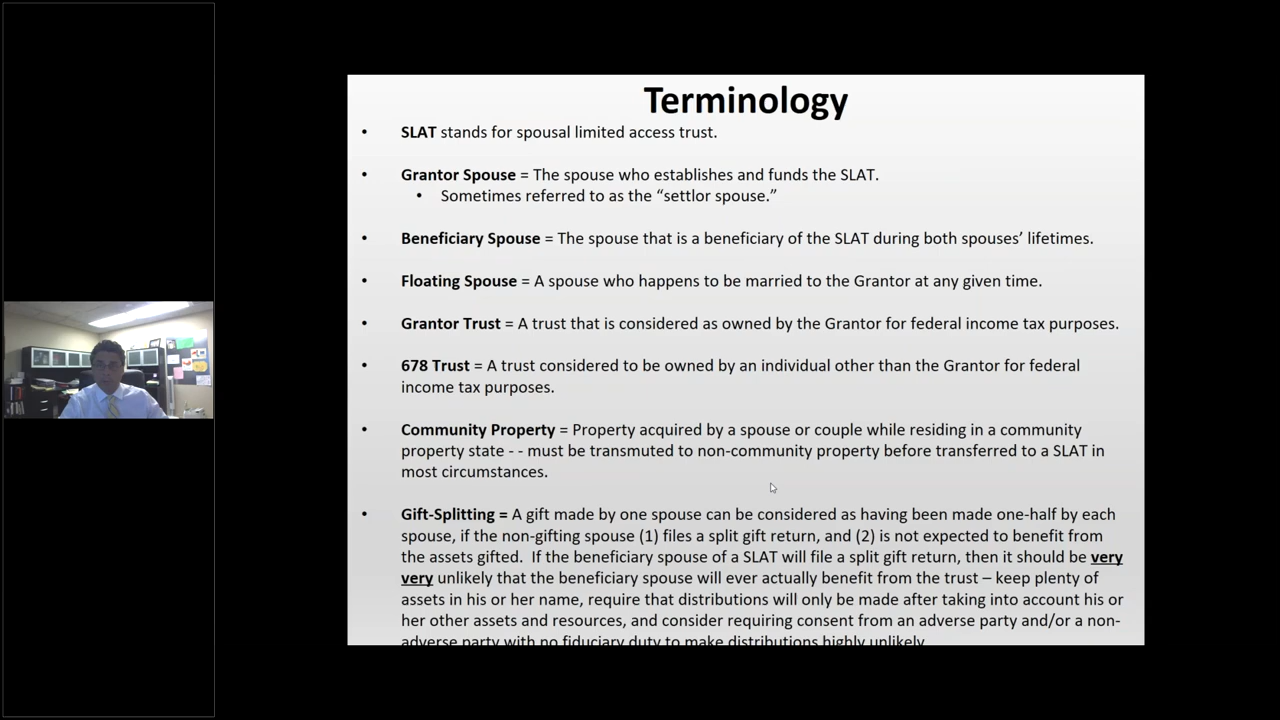 Terminology
• SLAT stands for spousal limited access trust.
• Grantor Spouse = The spouse who establishes and funds the SLAT.
• Sometimes referred to as the “settlor spouse.”
• Beneficiary Spouse = The spouse that is a beneficiary of the SLAT during both spouses’ lifetimes.
• Floating Spouse = A spouse who happens to be married to the Grantor at any given time.
• Grantor Trust = A trust that is considered as owned by the Grantor for federal income tax purposes.
• 678 Trust = A trust considered to be owned by an individual other than the Grantor for federal
income tax purposes.
• Community Property = Property acquired by a spouse or couple while residing in a community
property state - - must be transmuted to non-community property before transferred to a SLAT in
most circumstances.
• Gift-Splitting = A gift made by one spouse can be considered as having been made one-half by each
spouse, if the non-gifting spouse (1) files a split gift return, and (2) is not expected to benefit from
the assets gifted.  If the beneficiary spouse of a SLAT will file a split gift return, then it should be very
very unlikely that the beneficiary spouse will ever actually benefit from the trust – keep plenty of
assets in his or her name, require that distributions will only be made after taking into account his or
her other assets and resources, and consider requiring consent from an adverse party and/or a non-
adverse party with no fiduciary duty to make distributions highly unlikely.